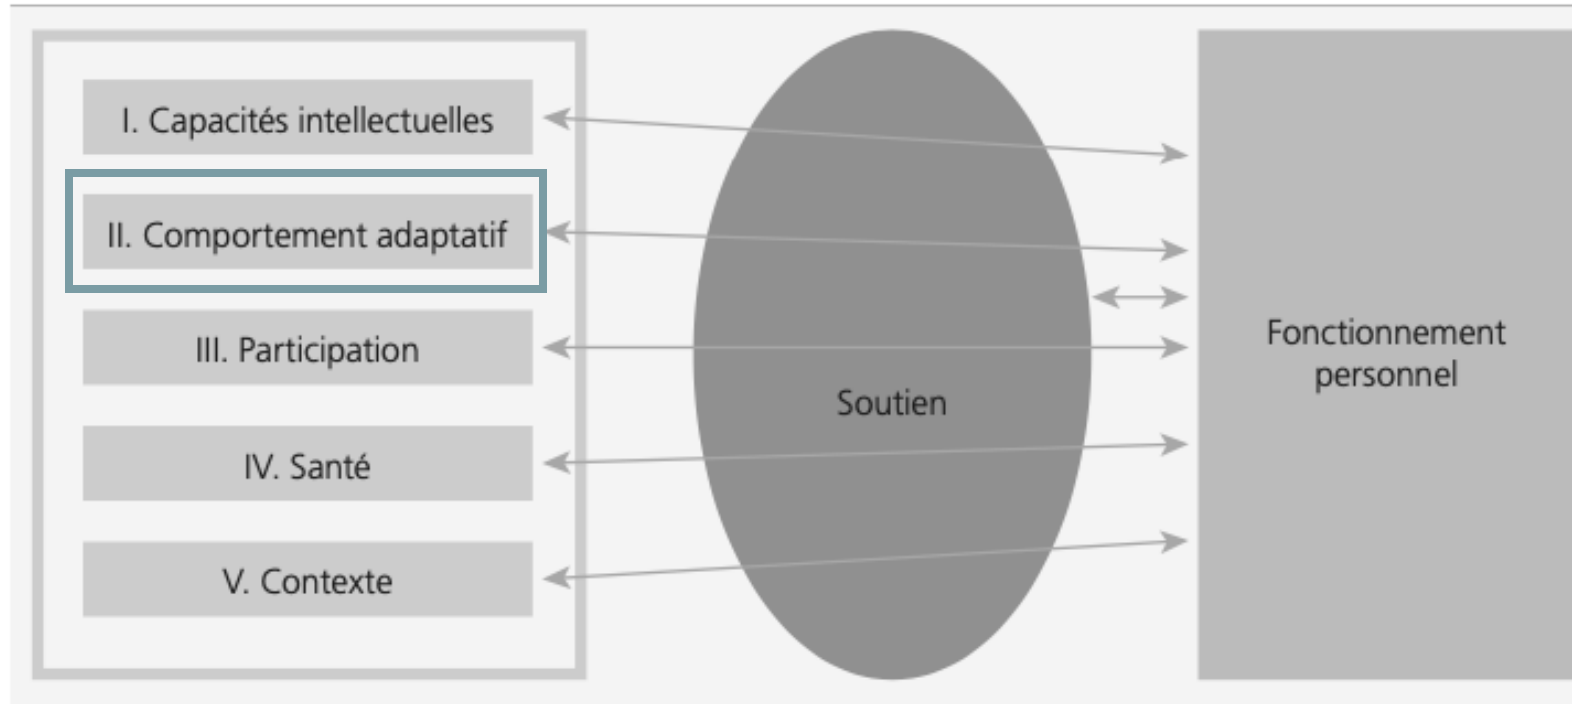 I. Capacités intellectuelles
II. Comportement adaptatif
III. Participation
IV. Santé
V. Contexte
Soutien
Fonctionnement
personnel